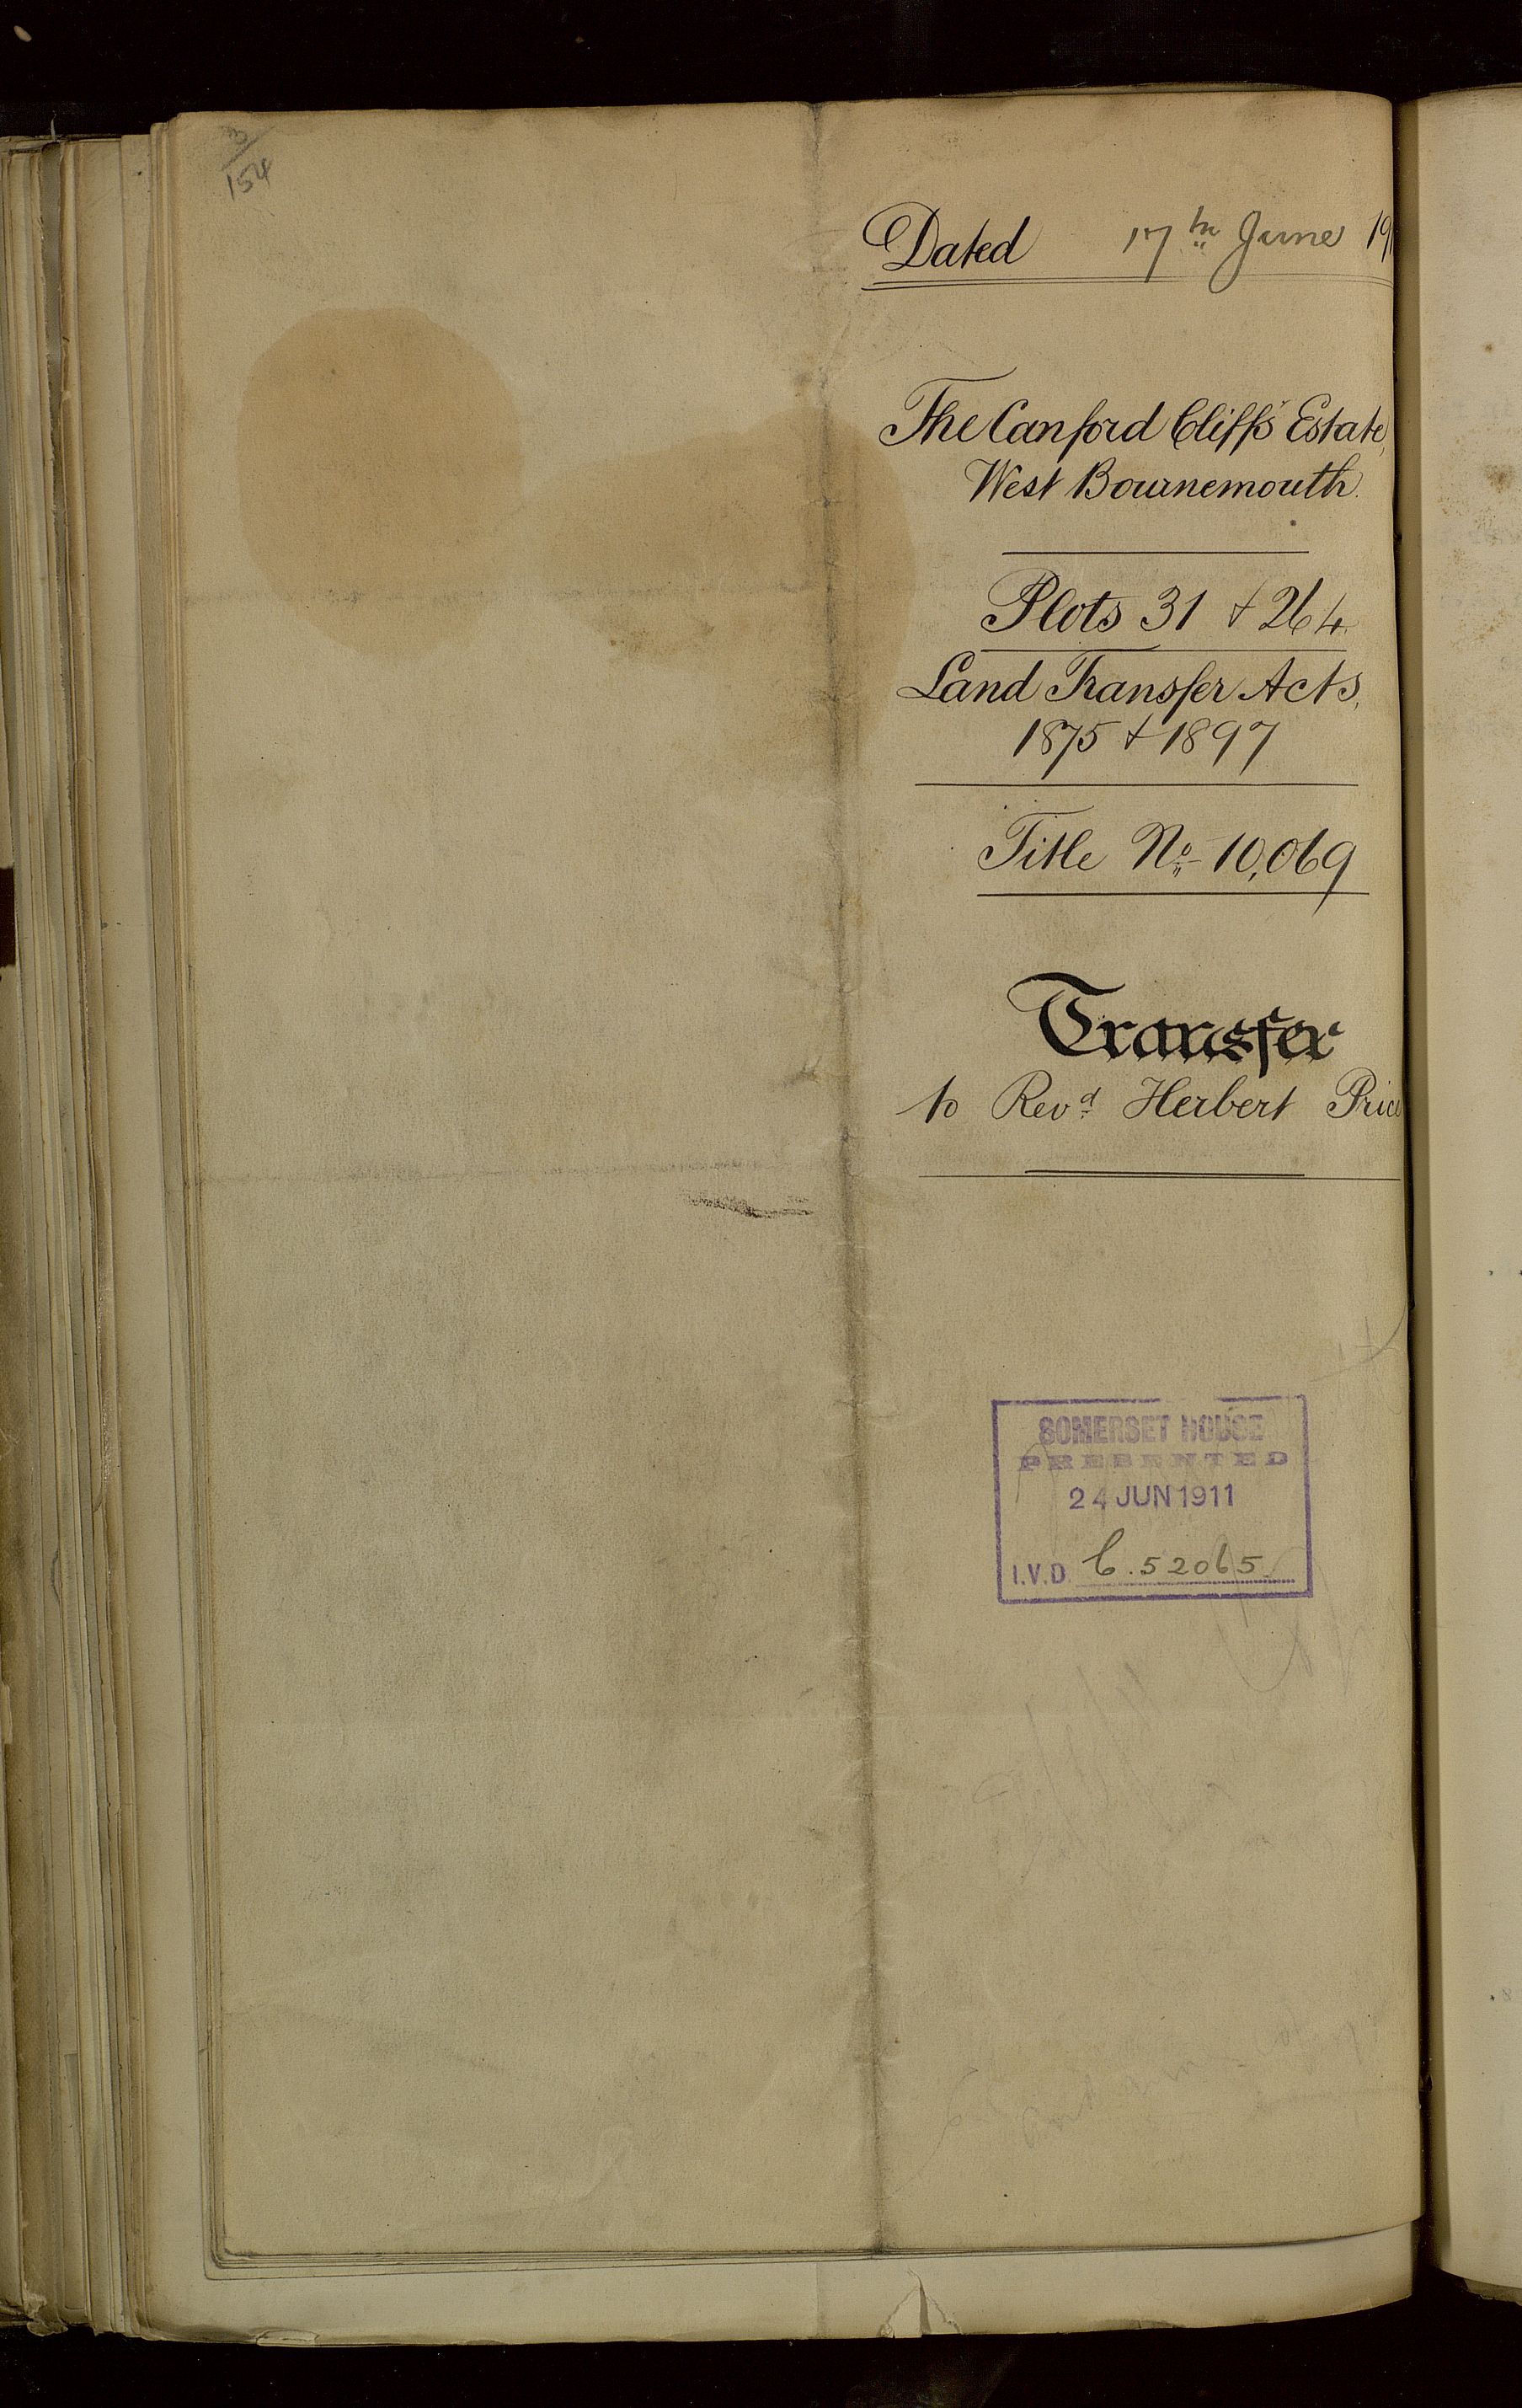 3
154
Dated 17th June 19
The Canford Cliffs Estate,
West Bournemouth.
Plots 31 & 264.
Land Transfer Acts,
1875 & 1897
Title No 10,069
Transfer
to Revd Herbert Price
SOMERSET HOUSE
PRESENTED
24 JUN 1911
I.V.D. C.52065